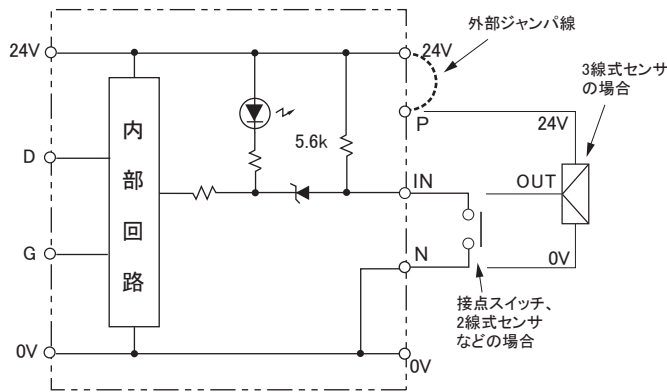 外部ジャンパ線
24V
24V
3線式センサ
の場合
P
24V
5.6k
内部回路
D
IN
OUT
G
N
0V
接点スイッチ、
2線式センサ
などの場合
0V
0V